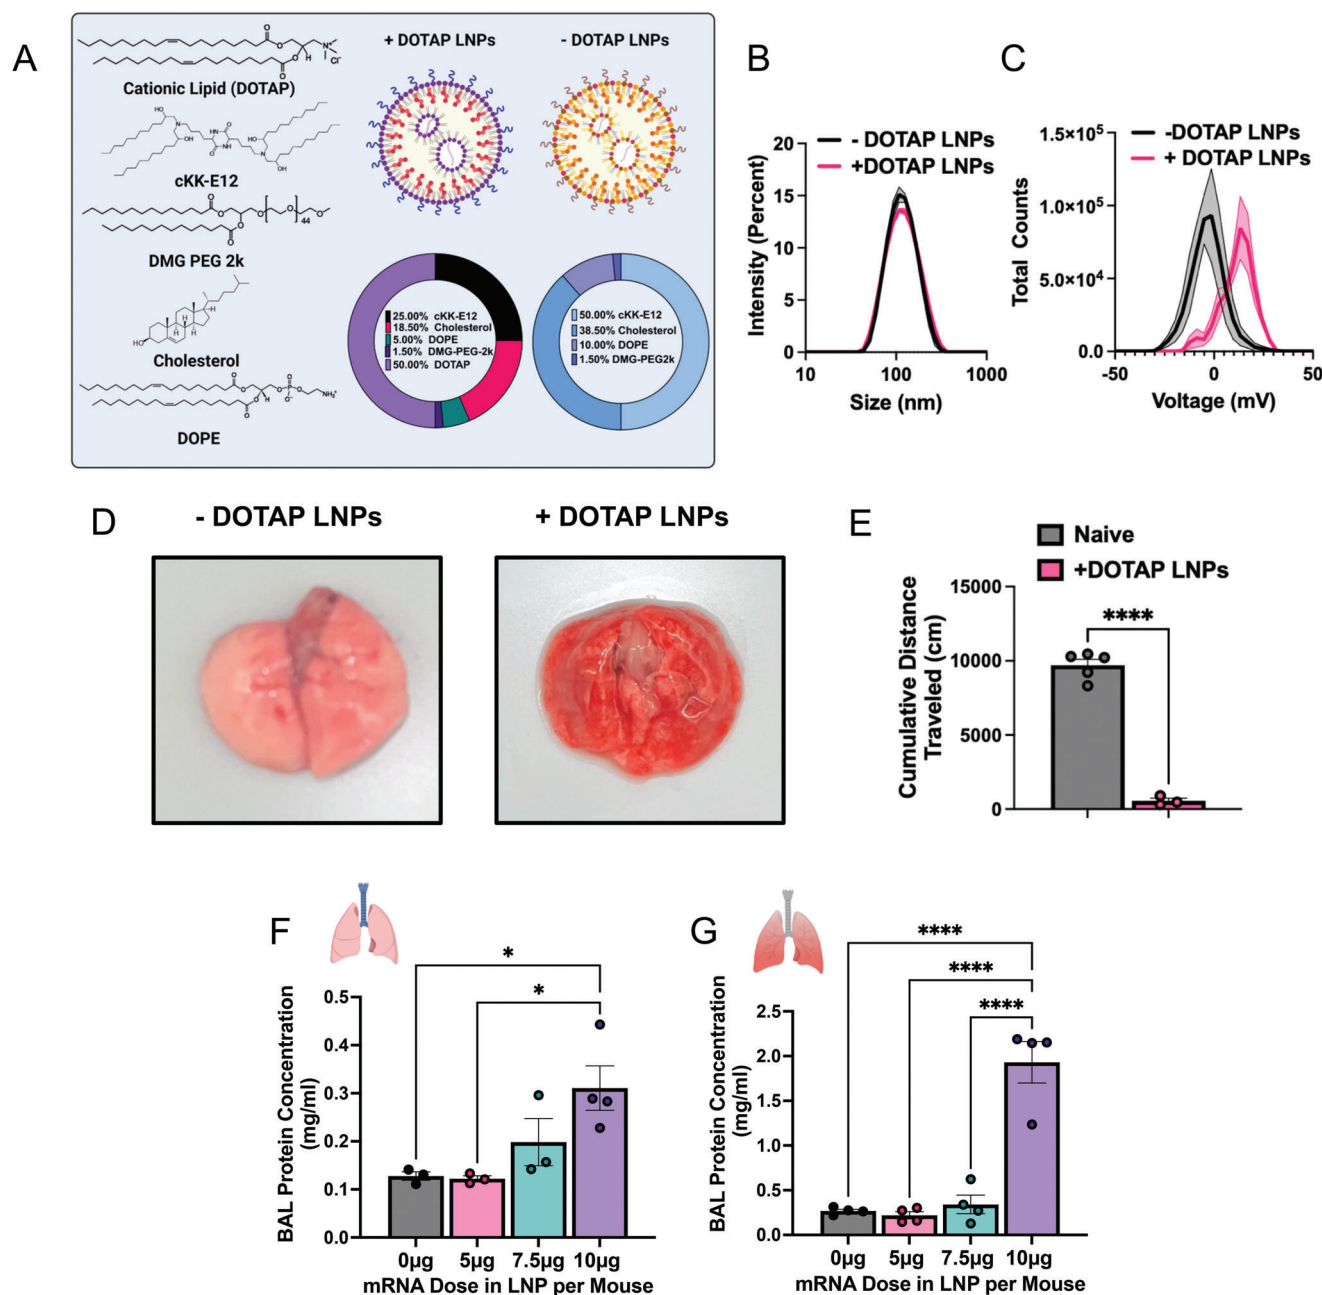 A
Cationic Lipid (DOTAP)
cKK-E12
DMG PEG 2k
Cholesterol
DOPE
+ DOTAP LNPs
- DOTAP LNPs
25.00% cKK-E12
18.50% Cholesterol
5.00% DOPE
1.50% DMG-PEG-2k
50.00% DOTAP
50.00% cKK-E12
38.50% Cholesterol
10.00% DOPE
1.50% DMG-PEG2k
B
- DOTAP LNPs
+DOTAP LNPs
Intensity (Percent)
20
15
10
5
0
10
100
1000
Size (nm)
C
-DOTAP LNPs
+ DOTAP LNPs
Total Counts
1.5×10⁵
1.0×10⁵
5.0×10⁴
0.0
-50
0
50
Voltage (mV)
D
- DOTAP LNPs
+ DOTAP LNPs
E
Naive
+DOTAP LNPs
Cumulative Distance
Traveled (cm)
15000
10000
5000
0
****
F
BAL Protein Concentration
(mg/ml)
0.5
0.4
0.3
0.2
0.1
0.0
*
*
0µg
5µg
7.5µg
10µg
mRNA Dose in LNP per Mouse
G
BAL Protein Concentration
(mg/ml)
2.5
2.0
1.5
1.0
0.5
0.0
****
****
****
0µg
5µg
7.5µg
10µg
mRNA Dose in LNP per Mouse